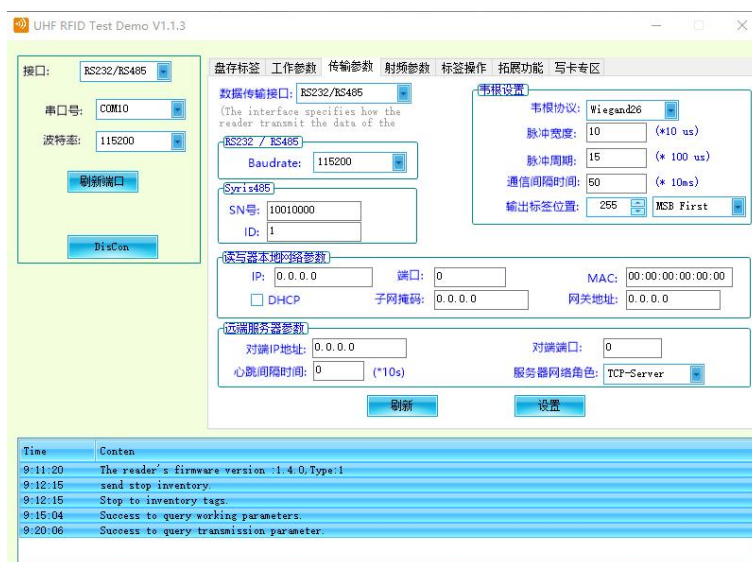 UHF RFID Test Demo V1.1.3
接口: RS232/RS485
串口号: COM10
波特率: 115200
刷新端口
DisCon
盘存标签 工作参数 传输参数 射频参数 标签操作 拓展功能 写卡专区
数据传输接口: RS232/RS485
(The interface specifies how the
reader transmit the data of the
RS232 / RS485
Baudrate: 115200
Syris485
SN号: 10010000
ID: 1
韦根设置
韦根协议: Wiegand26
脉冲宽度: 10 (*10 us)
脉冲周期: 15 (* 100 us)
通信间隔时间: 50 (* 10ms)
输出标签位置: 255 MSB First
读写器本地网络参数
IP: 0.0.0.0 端口: 0 MAC: 00:00:00:00:00:00
DHCP 子网掩码: 0.0.0.0 网关地址: 0.0.0.0
远端服务器参数
对端IP地址: 0.0.0.0 对端端口: 0
心跳间隔时间: 0 (*10s) 服务器网络角色: TCP-Server
刷新 设置
Time Conten
9:11:20 The reader's firmware version :1.4.0,Type:1
9:12:15 send stop inventory.
9:12:15 Stop to inventory tags.
9:15:04 Success to query working parameters.
9:20:06 Success to query transmission parameter.